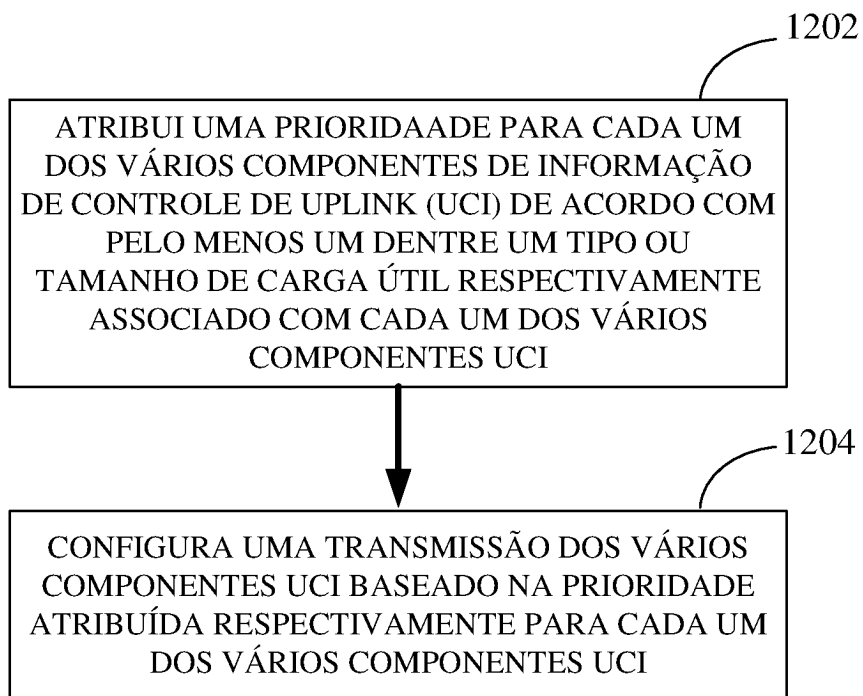 1202
ATRIBUI UMA PRIORIDAADE PARA CADA UM
DOS VÁRIOS COMPONENTES DE INFORMAÇÃO
DE CONTROLE DE UPLINK (UCI) DE ACORDO COM
PELO MENOS UM DENTRE UM TIPO OU
TAMANHO DE CARGA ÚTIL RESPECTIVAMENTE
ASSOCIADO COM CADA UM DOS VÁRIOS
COMPONENTES UCI
1204
CONFIGURA UMA TRANSMISSÃO DOS VÁRIOS
COMPONENTES UCI BASEADO NA PRIORIDADE
ATRIBUÍDA RESPECTIVAMENTE PARA CADA UM
DOS VÁRIOS COMPONENTES UCI